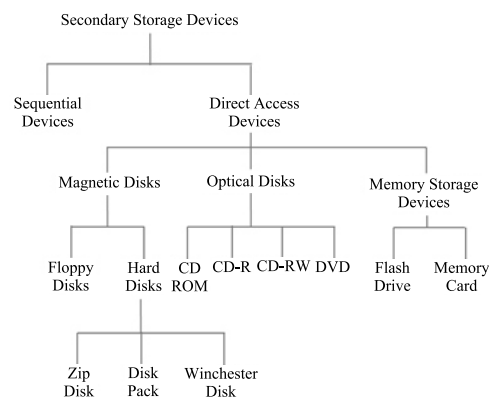 Secondary Storage Devices
Sequential
Devices
Direct Access
Devices
Magnetic Disks
Optical Disks
Memory Storage
Devices
Floppy
Disks
Hard
Disks
CD
ROM
CD-R
CD-RW
DVD
Flash
Drive
Memory
Card
Zip
Disk
Disk
Pack
Winchester
Disk